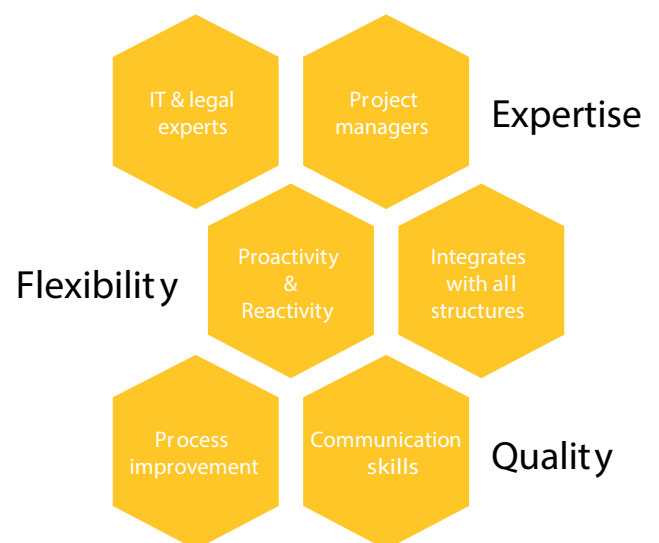 IT & legal
experts
Project
managers
Expertise
Flexibility
Proactivity
&
Reactivity
Integrates
with all
structures
Process
improvement
Communication
skills
Quality